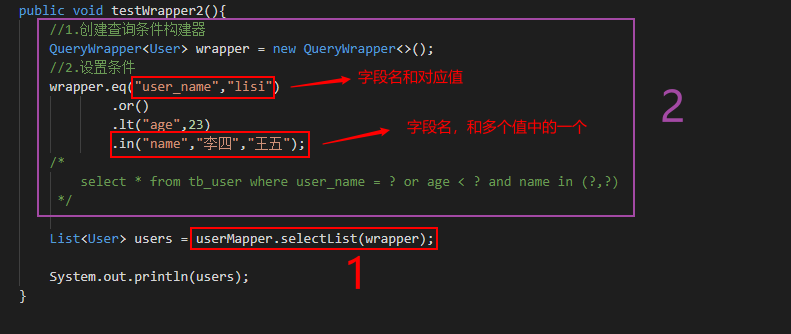 public void testWrapper2(){
//1.创建查询条件构建器
QueryWrapper<User> wrapper = new QueryWrapper<>();
//2.设置条件
wrapper.eq("user_name","lisi")
字段名和对应值
.or()
.lt("age",23)
字段名，和多个值中的一个
.in("name","李四","王五");
2
/*
select * from tb_user where user_name = ? or age < ? and name in (?,?)
*/
List<User> users = userMapper.selectList(wrapper);
1
System.out.println(users);
}